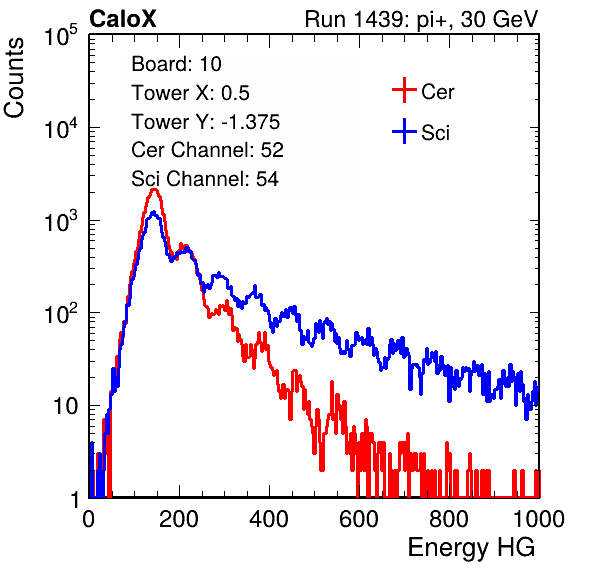 CaloX Run 1439: pi+, 30 GeV
Counts
Board: 10
Tower X: 0.5
Tower Y: -1.375
Cer Channel: 52
Sci Channel: 54
Cer
Sci
10^5
10^4
10^3
10^2
10
1
0 200 400 600 800 1000
Energy HG